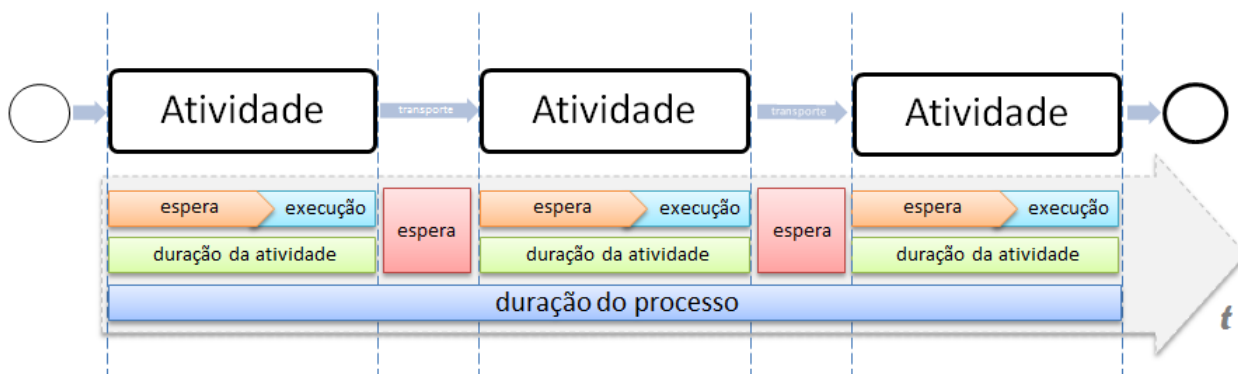 Atividade
transporte
Atividade
transporte
Atividade
espera
execução
espera
espera
execução
espera
espera
execução
duração da atividade
duração da atividade
duração da atividade
duração do processo
t